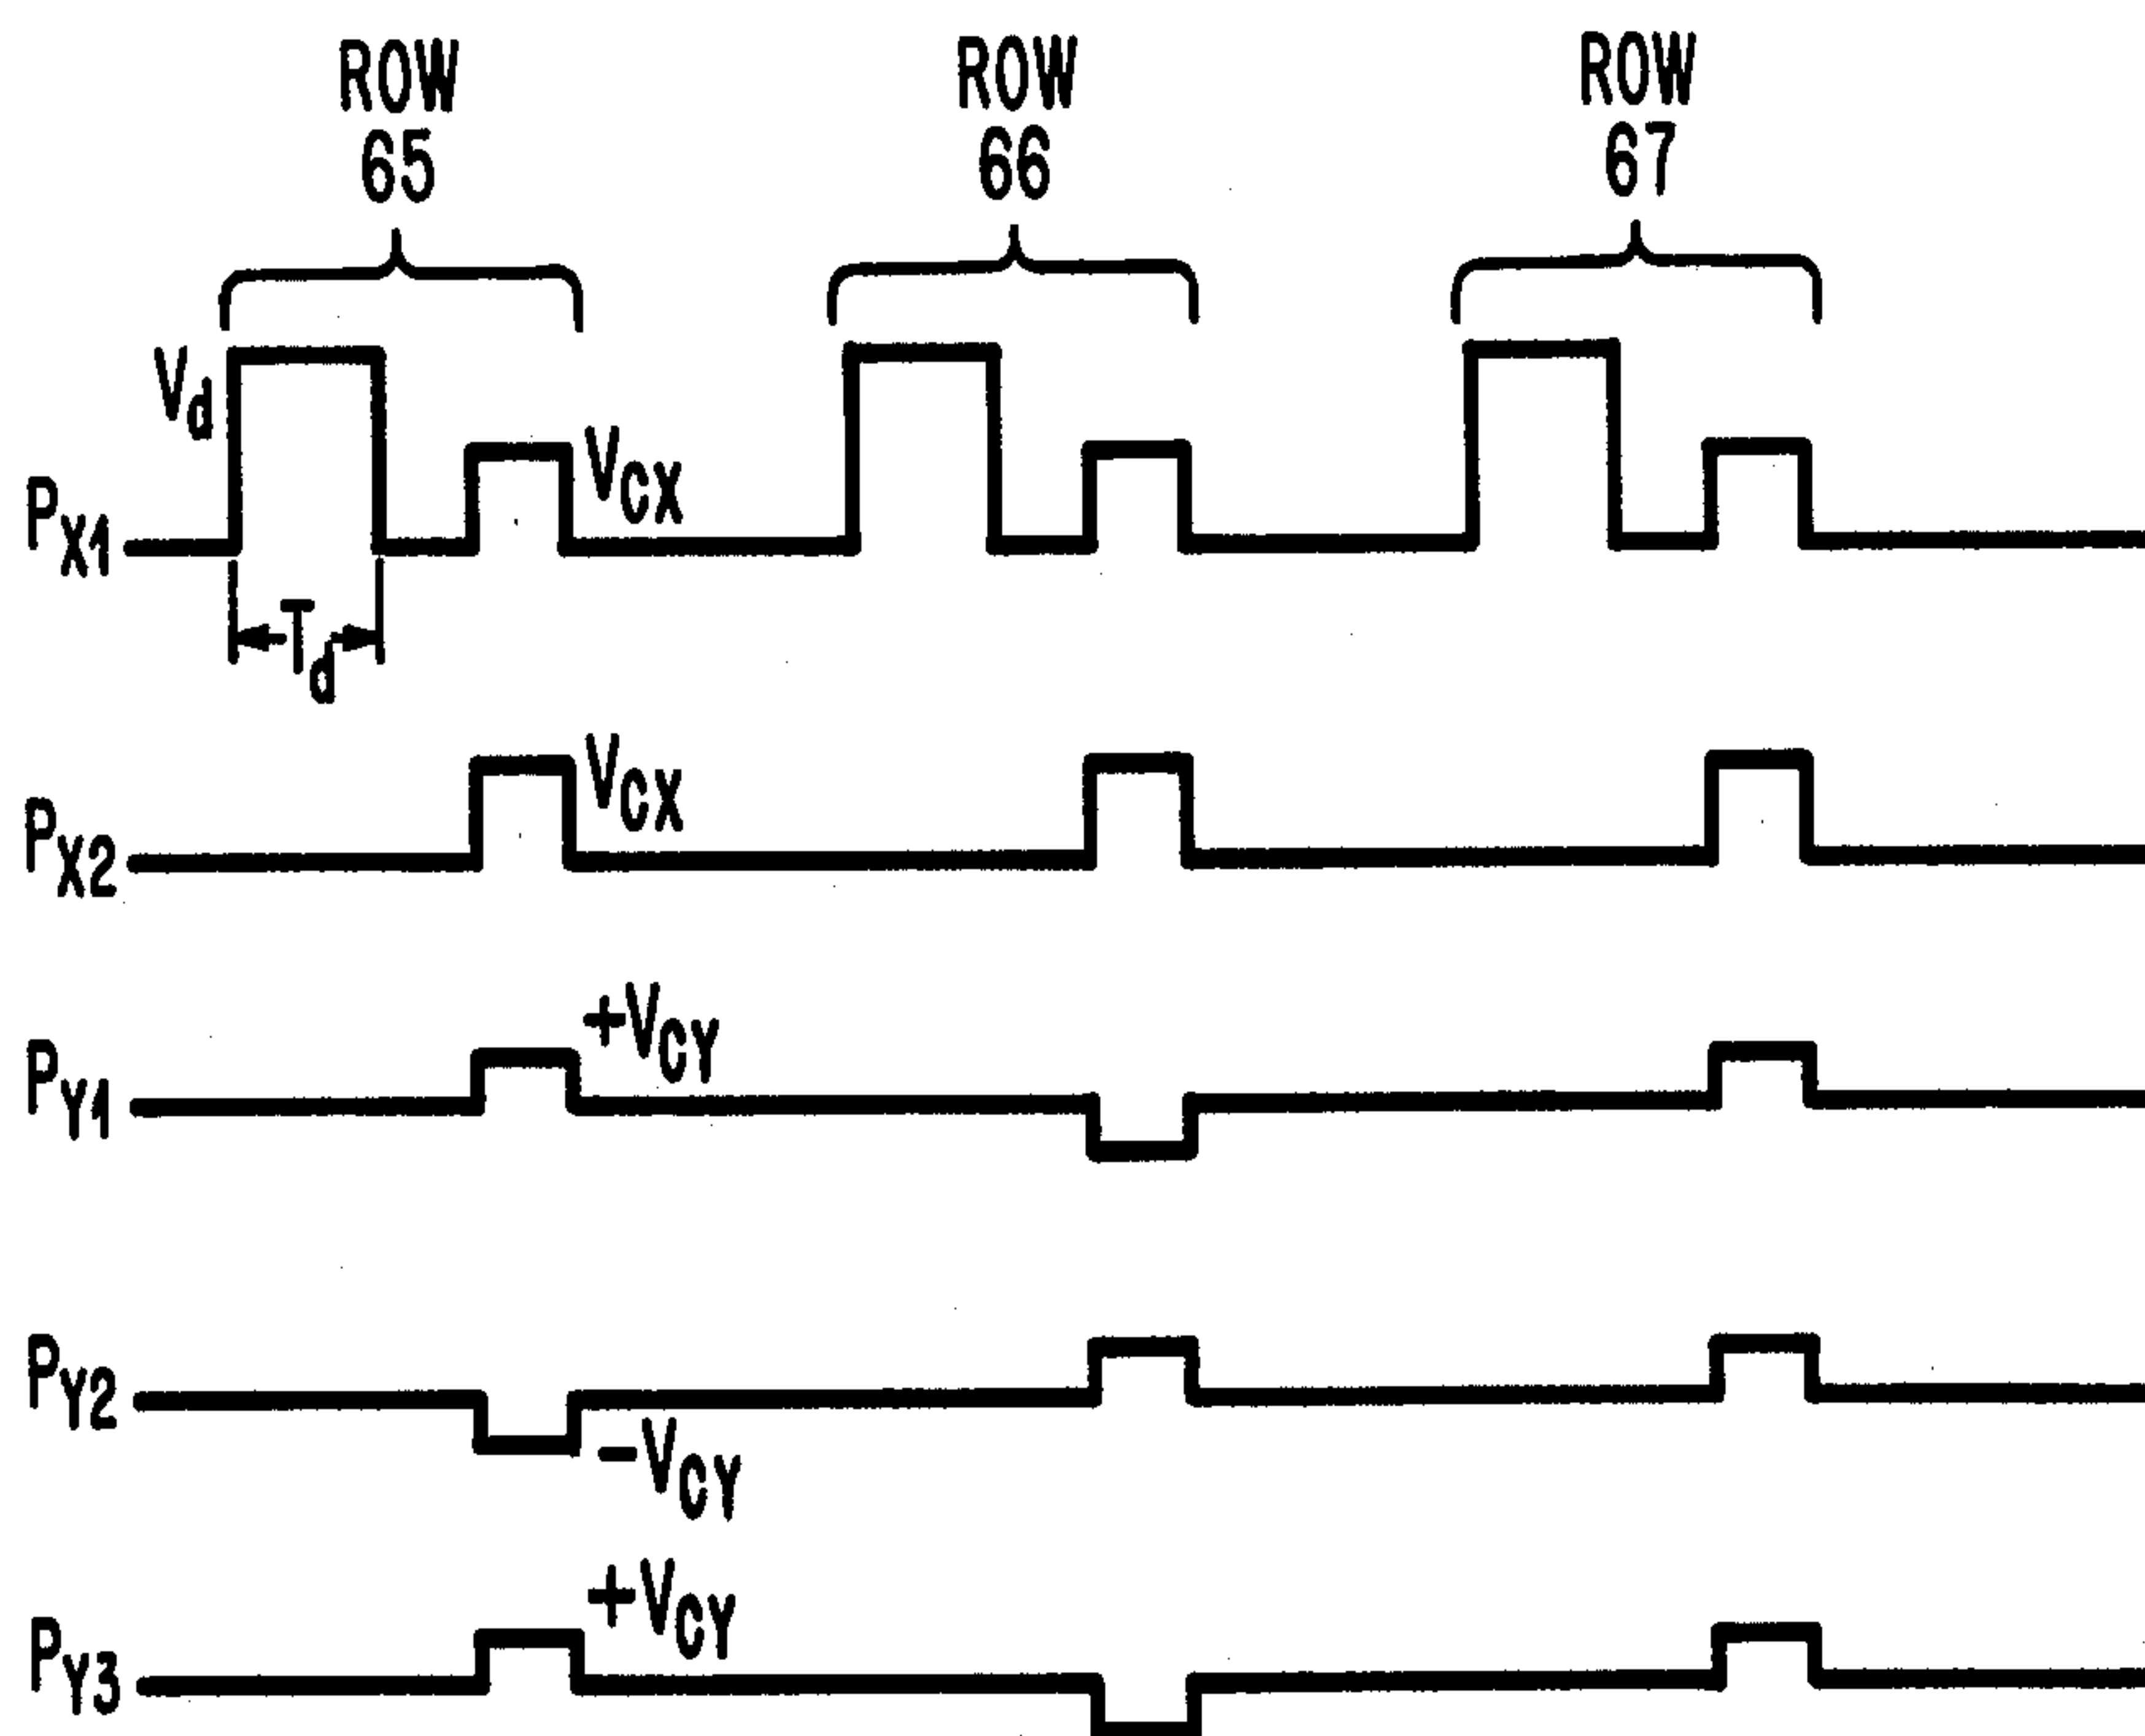 ROW
65
ROW
66
ROW
67
Vd
VCX
PX1
Td
VCX
PX2
+VCY
PY1
PY2
-VCY
+VCY
PY3